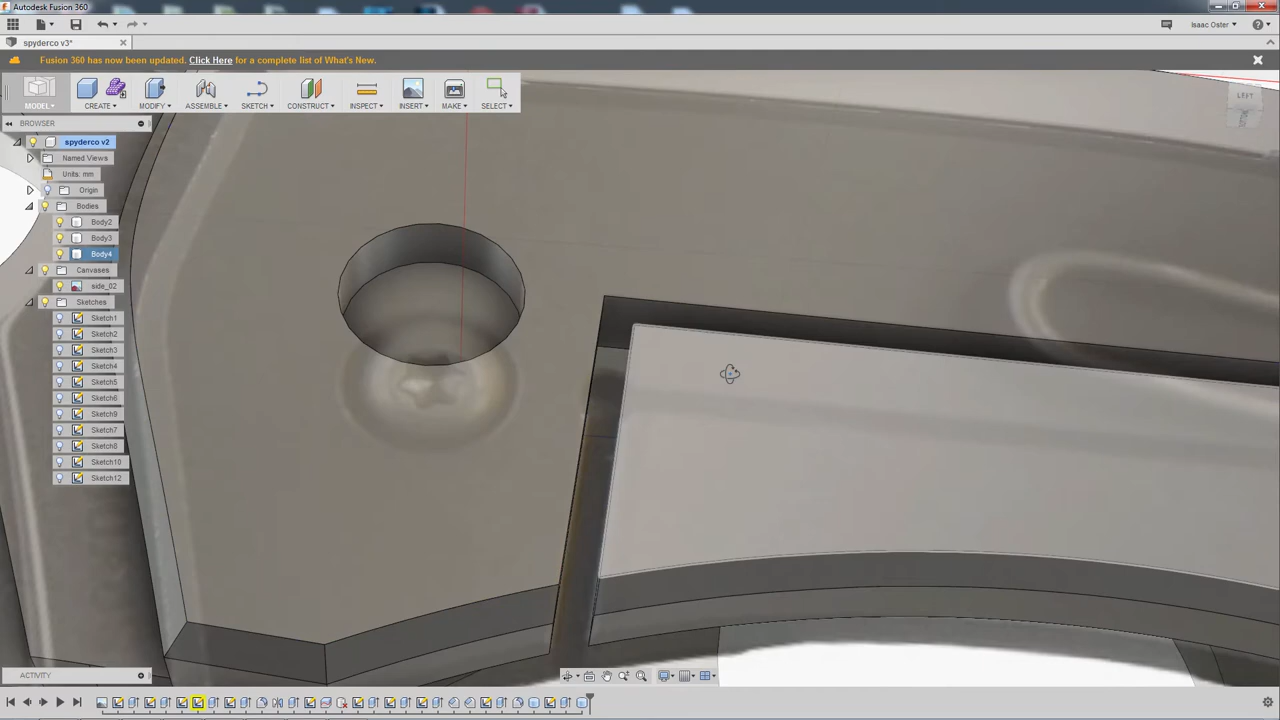 Autodesk Fusion 360
Isaac Oster
spyderco v3*
Fusion 360 has now been updated. Click Here for a complete list of What's New.
MODEL CREATE MODIFY ASSEMBLE SKETCH CONSTRUCT INSPECT INSERT MAKE SELECT
BROWSER
spyderco v2
Named Views
Units: mm
Origin
Bodies
Body2
Body3
Body4
Canvases
side_02
Sketches
Sketch1
Sketch2
Sketch3
Sketch4
Sketch5
Sketch6
Sketch9
Sketch7
Sketch8
Sketch10
Sketch12
LEFT
ACTIVITY